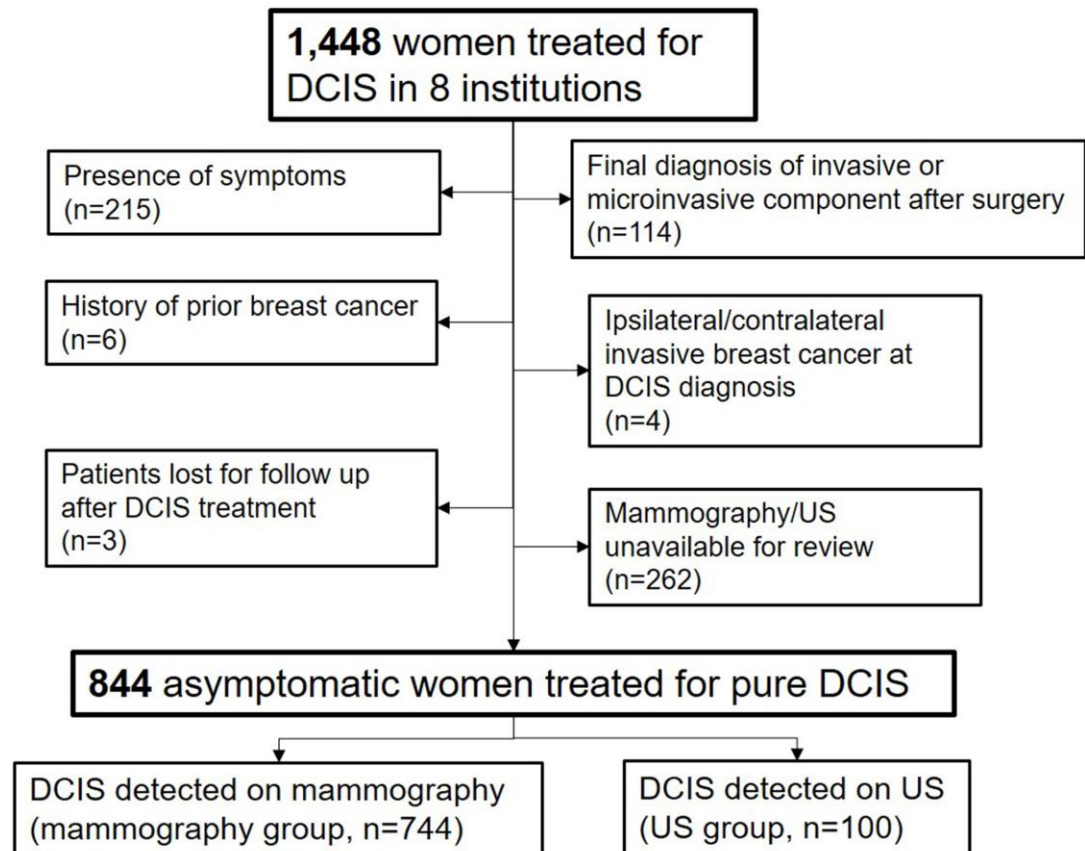 1,448 women treated for
DCIS in 8 institutions
Presence of symptoms
(n=215)
Final diagnosis of invasive or
microinvasive component after surgery
(n=114)
History of prior breast cancer
(n=6)
Ipsilateral/contralateral
invasive breast cancer at
DCIS diagnosis
(n=4)
Patients lost for follow up
after DCIS treatment
(n=3)
Mammography/US
unavailable for review
(n=262)
844 asymptomatic women treated for pure DCIS
DCIS detected on mammography
(mammography group, n=744)
DCIS detected on US
(US group, n=100)